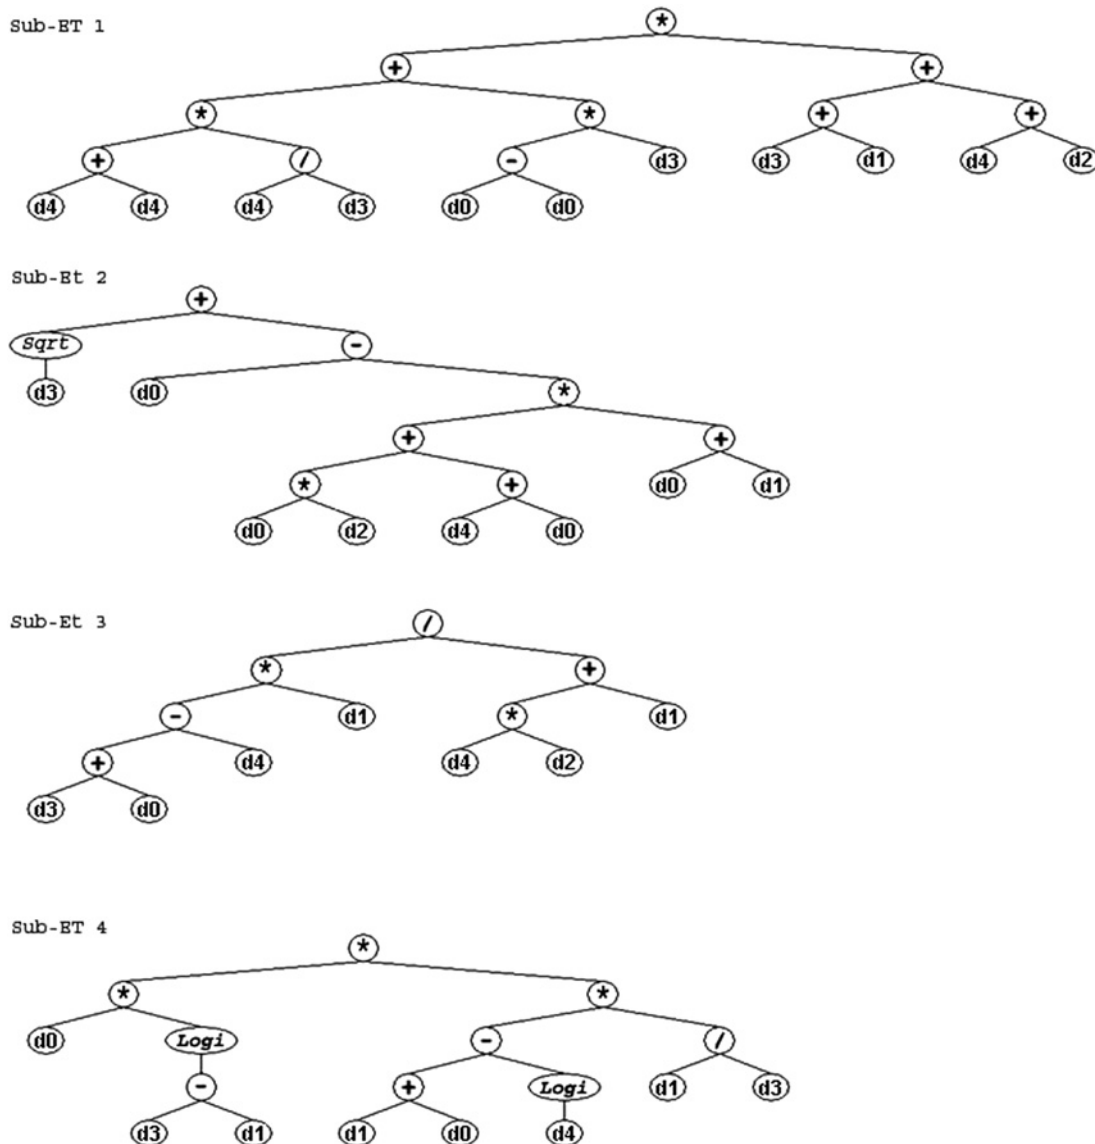 Sub-ET 1
*
+ +
* * + +
+ / - d3 d3 d1 d4 d2
d4 d4 d4 d3 d0 d0
Sub-Et 2
+
Sqrt -
d3 d0 *
+ +
* + d0 d1
d0 d2 d4 d0
Sub-Et 3
/
* +
- d1 * d1
+ d4 d4 d2
d3 d0
Sub-ET 4
*
* *
d0 Logi - /
- + Logi d1 d3
d3 d1 d1 d0 d4